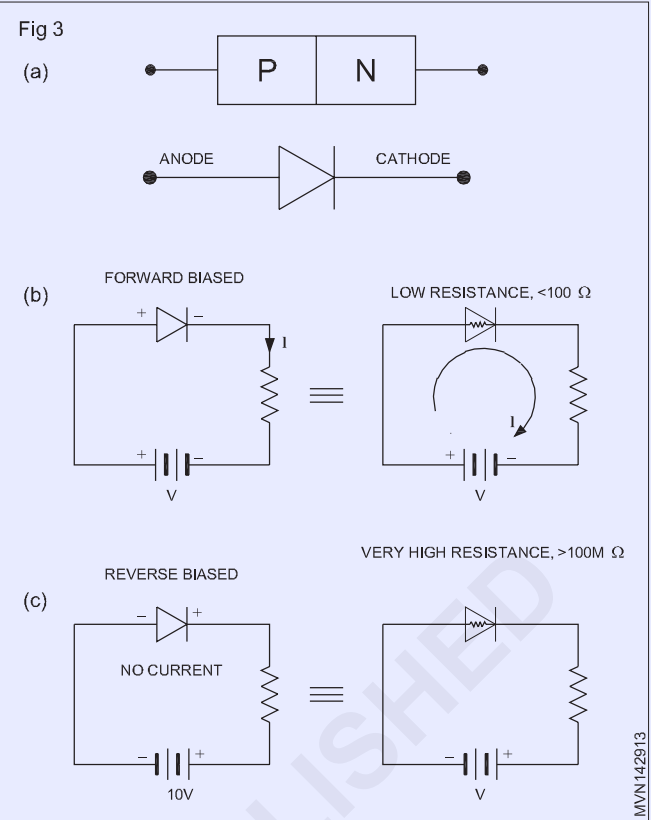 Fig 3
(a)
P N
ANODE CATHODE
(b)
FORWARD BIASED
+ −
I
+ −
V
LOW RESISTANCE, <100 Ω
I
+ −
V
(c)
REVERSE BIASED
− +
NO CURRENT
− +
10V
VERY HIGH RESISTANCE, >100M Ω
− +
V
MVN142913
LISHED